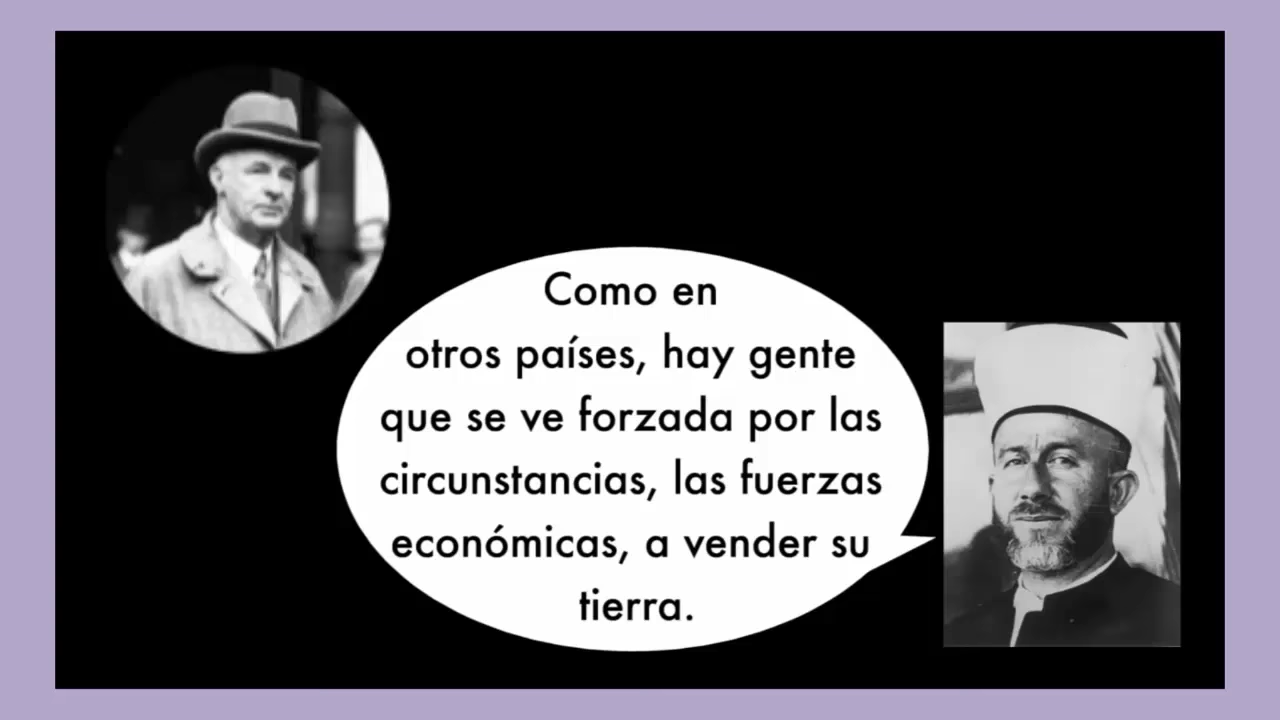 Como en
otros países, hay gente
que se ve forzada por las
circunstancias, las fuerzas
económicas, a vender su
tierra.